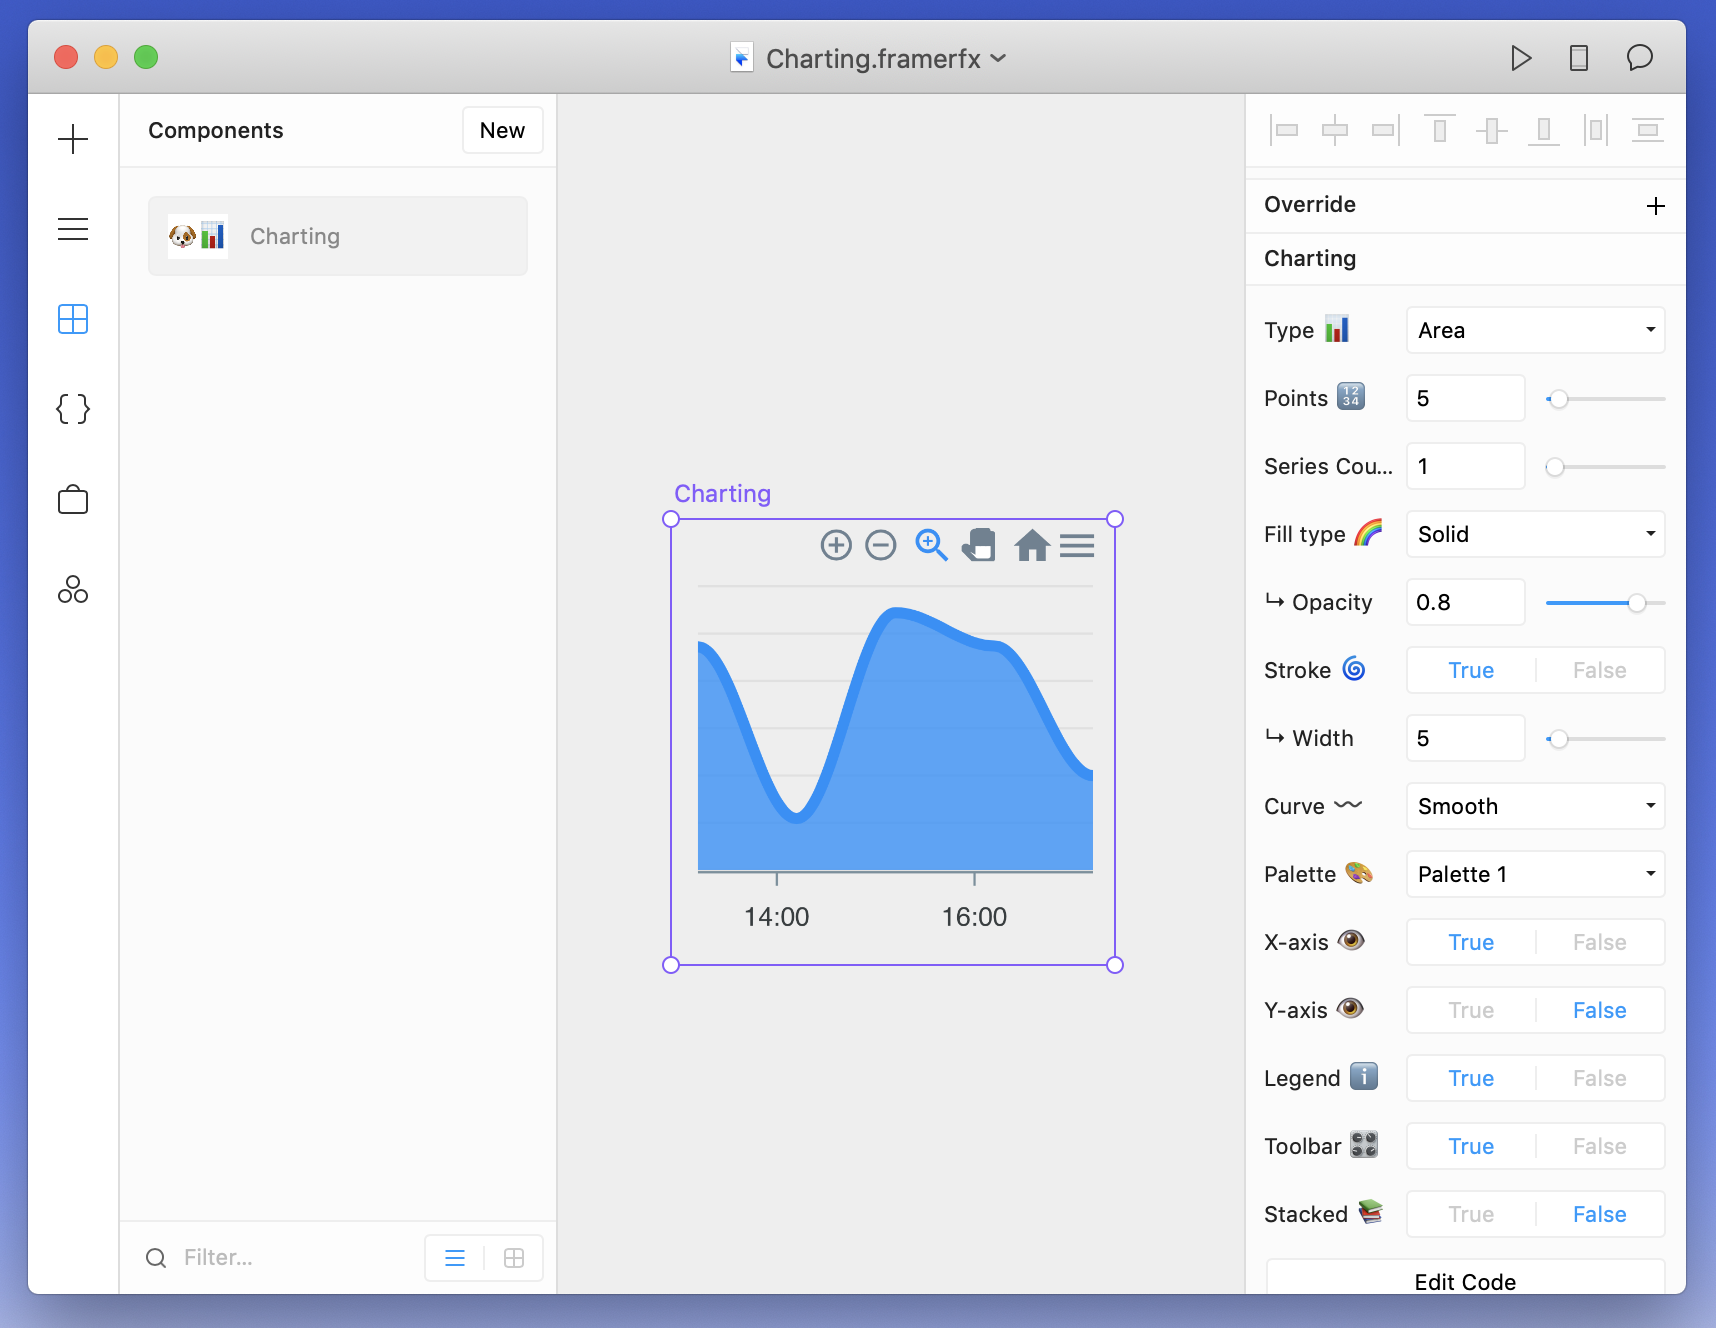 Charting.framerfx
Components
New
Charting
Filter...
Charting
14:00
16:00
Override
Charting
Type
Area
Points
5
Series Cou...
1
Fill type
Solid
Opacity
0.8
Stroke
True
False
Width
5
Curve
Smooth
Palette
Palette 1
X-axis
True
False
Y-axis
True
False
Legend
True
False
Toolbar
True
False
Stacked
True
False
Edit Code